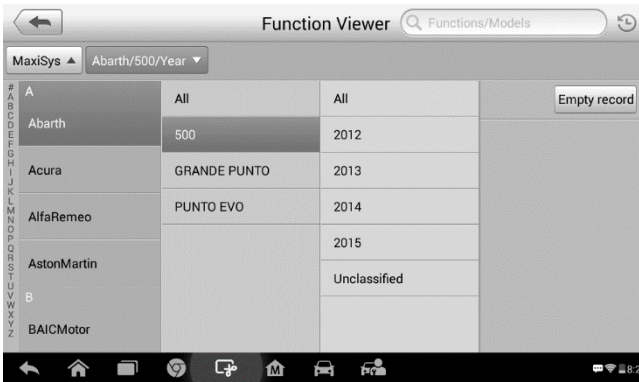 Function Viewer
Functions/Models
MaxiSys ▲
Abarth/500/Year ▼
#
A
B
C
D
E
F
G
H
I
J
K
L
M
N
O
P
Q
R
S
T
U
V
W
X
Y
Z
A
Abarth
Acura
AlfaRomeo
AstonMartin
B
BAICMotor
All
500
GRANDE PUNTO
PUNTO EVO
All
2012
2013
2014
2015
Unclassified
Empty record
M